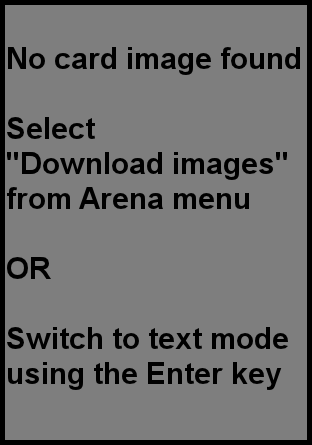 No card image found
Select
"Download images"
from Arena menu
OR
Switch to text mode
using the Enter key